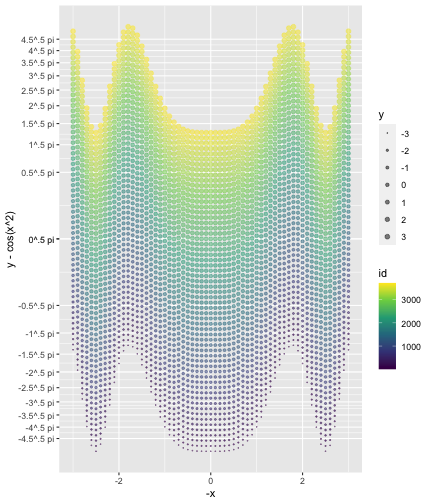 4.5^.5 pi
4^.5 pi
3.5^.5 pi
3^.5 pi
2.5^.5 pi
2^.5 pi
1.5^.5 pi
1^.5 pi
0.5^.5 pi
0^.5 pi
-0.5^.5 pi
-1^.5 pi
-1.5^.5 pi
-2^.5 pi
-2.5^.5 pi
-3^.5 pi
-3.5^.5 pi
-4^.5 pi
-4.5^.5 pi
y - cos(x^2)
-2
0
2
-x
y
-3
-2
-1
0
1
2
3
id
3000
2000
1000